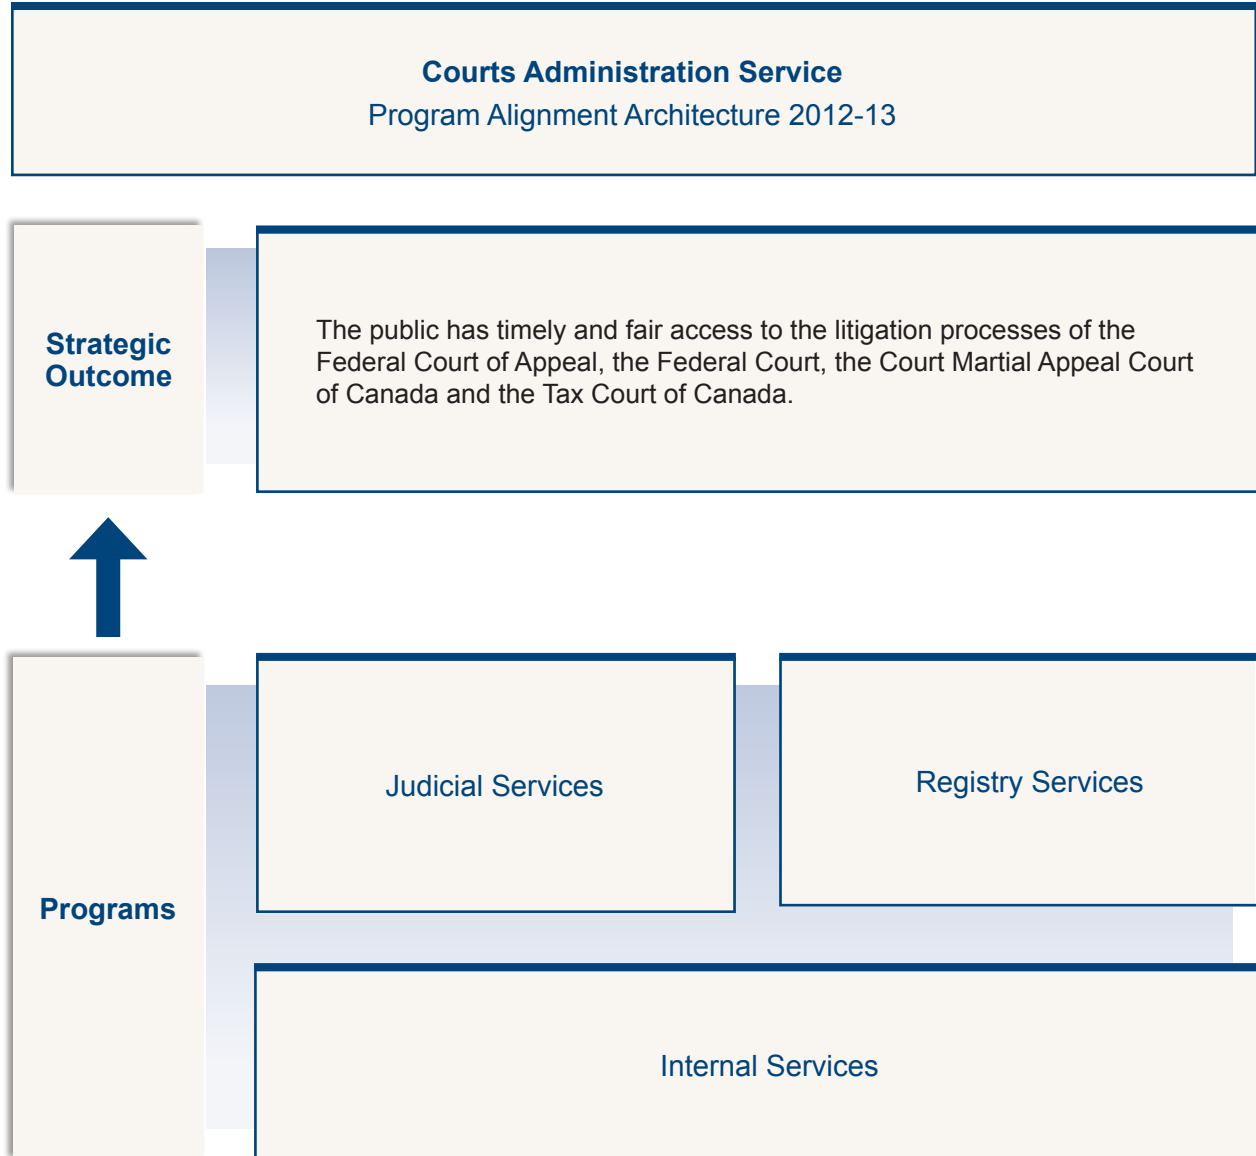 Courts Administration Service
Program Alignment Architecture 2012-13
Strategic
Outcome
The public has timely and fair access to the litigation processes of the
Federal Court of Appeal, the Federal Court, the Court Martial Appeal Court
of Canada and the Tax Court of Canada.
Programs
Judicial Services
Registry Services
Internal Services